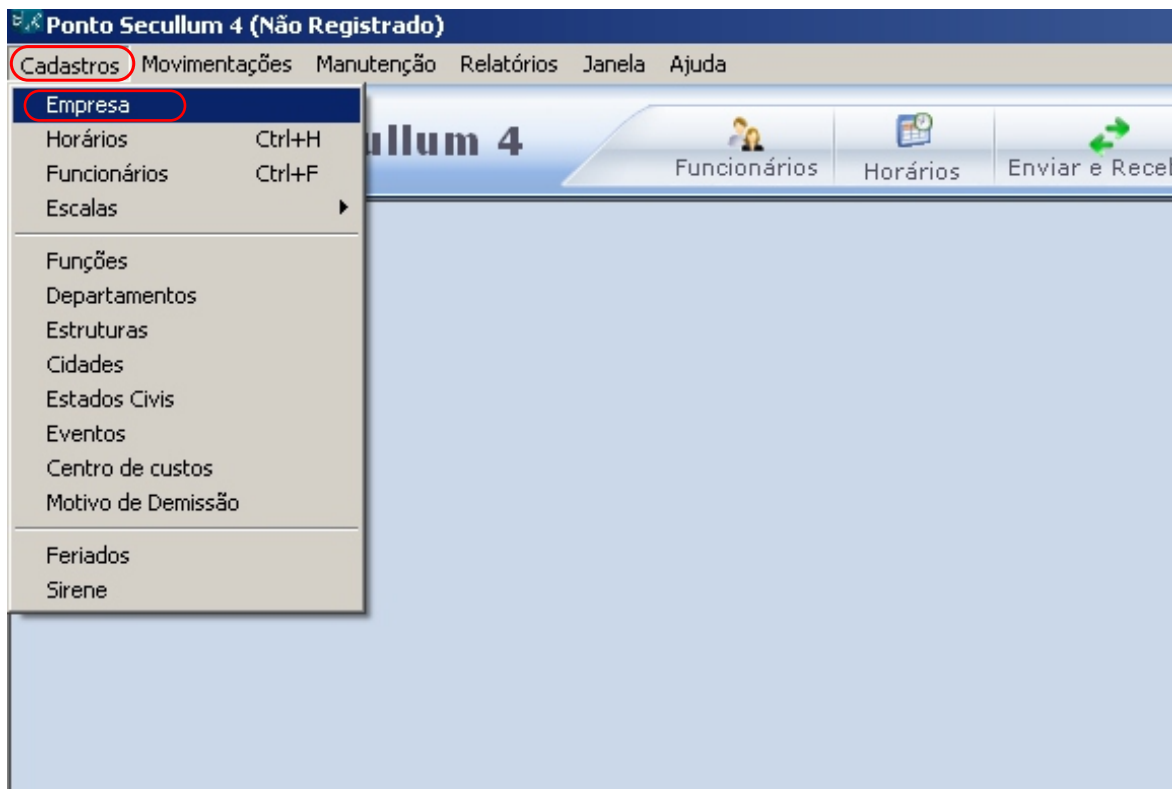 Ponto Secullum 4 (Não Registrado)
Cadastros Movimentações Manutenção Relatórios Janela Ajuda
Empresa
Horários Ctrl+H
Funcionários Ctrl+F
Escalas
Funções
Departamentos
Estruturas
Cidades
Estados Civis
Eventos
Centro de custos
Motivo de Demissão
Feriados
Sirene
ullum 4
Funcionários
Horários
Enviar e Receb